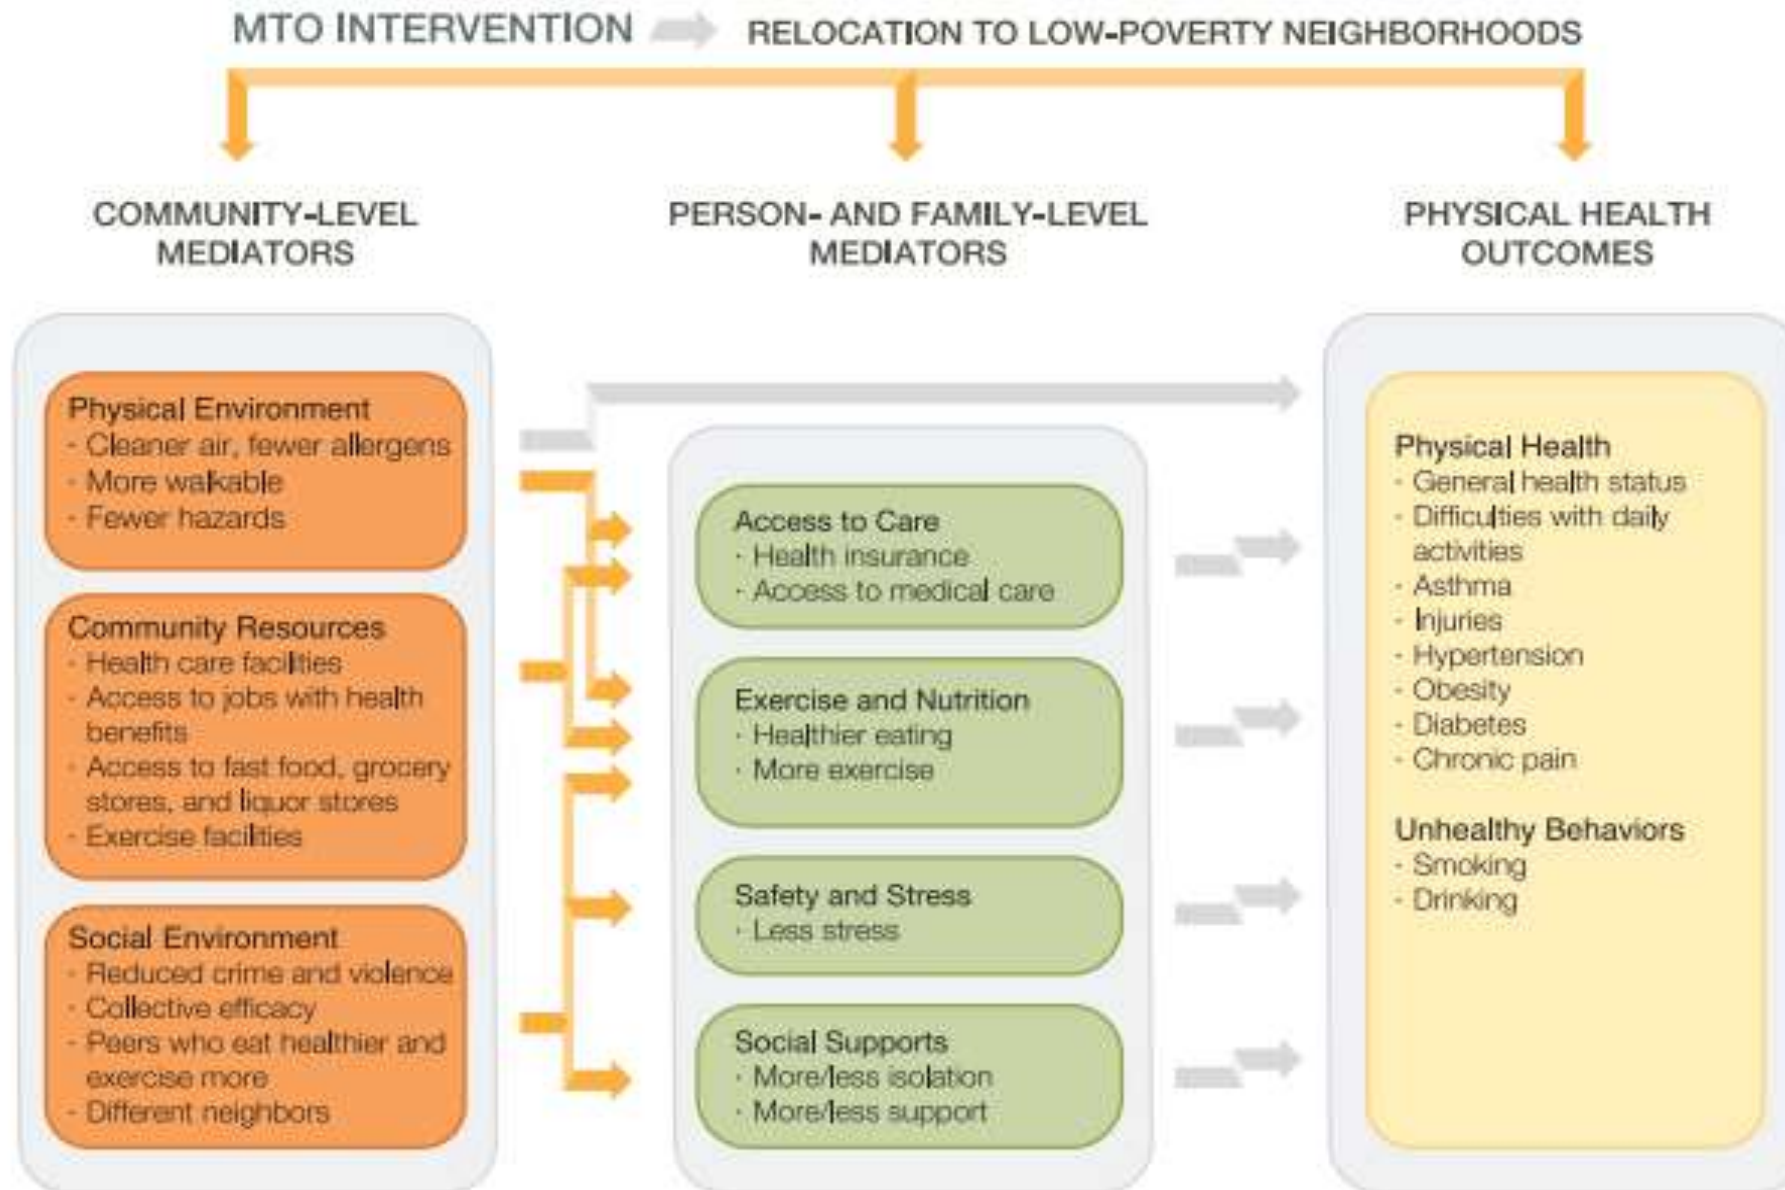 MTO INTERVENTION RELOCATION TO LOW-POVERTY NEIGHBORHOODS
COMMUNITY-LEVEL
MEDIATORS
PERSON- AND FAMILY-LEVEL
MEDIATORS
PHYSICAL HEALTH
OUTCOMES
Physical Environment
- Cleaner air, fewer allergens
- More walkable
- Fewer hazards
Community Resources
- Health care facilities
- Access to jobs with health
benefits
- Access to fast food, grocery
stores, and liquor stores
- Exercise facilities
Social Environment
- Reduced crime and violence
- Collective efficacy
- Peers who eat healthier and
exercise more
- Different neighbors
Access to Care
- Health insurance
- Access to medical care
Exercise and Nutrition
- Healthier eating
- More exercise
Safety and Stress
- Less stress
Social Supports
- More/less isolation
- More/less support
Physical Health
- General health status
- Difficulties with daily
activities
- Asthma
- Injuries
- Hypertension
- Obesity
- Diabetes
- Chronic pain
Unhealthy Behaviors
- Smoking
- Drinking